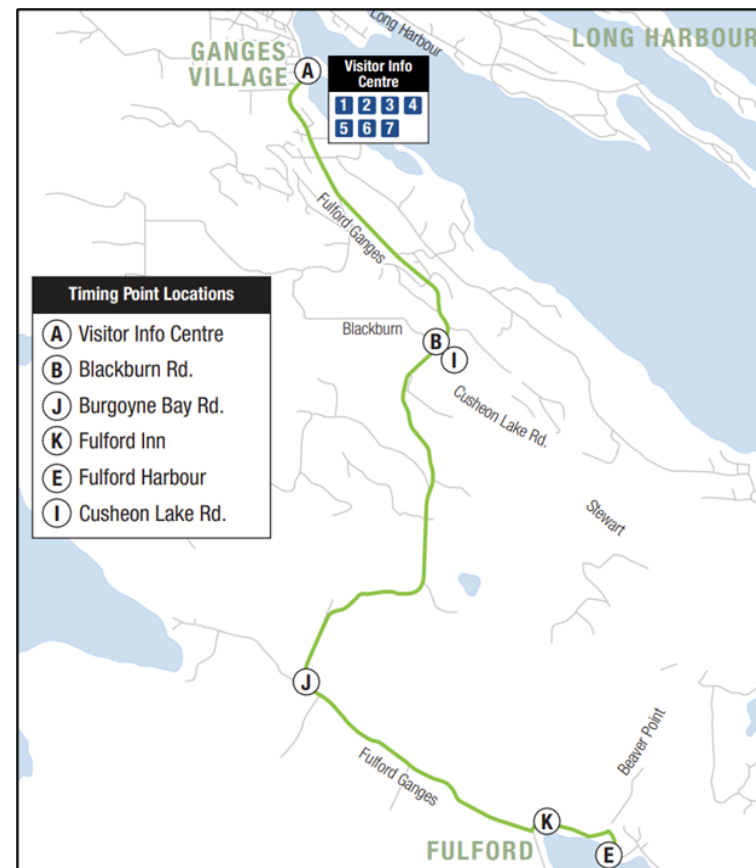 Long Harbour
LONG HARBOUR
GANGES
VILLAGE
A
Visitor Info
Centre
1 2 3 4
5 6 7
Fulford Ganges
Timing Point Locations
A Visitor Info Centre
B Blackburn Rd.
J Burgoyne Bay Rd.
K Fulford Inn
E Fulford Harbour
I Cusheon Lake Rd.
Blackburn
B
I
Cusheon Lake Rd.
Stewart
J
Beaver Point
Fulford Ganges
K
FULFORD
E